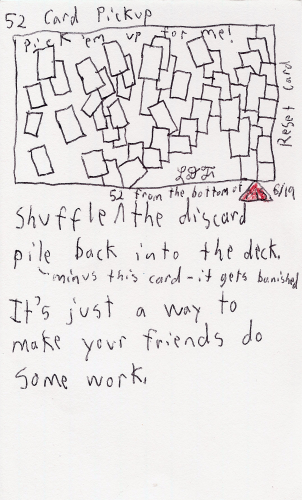 52 Card Pickup
pick 'em up for me!
Reset Card
6/19
52 from the bottom of
Shuffle ^ the discard
pile back into the deck.
^minus this card - it gets banished
It's just a way to
make your friends do
some work.